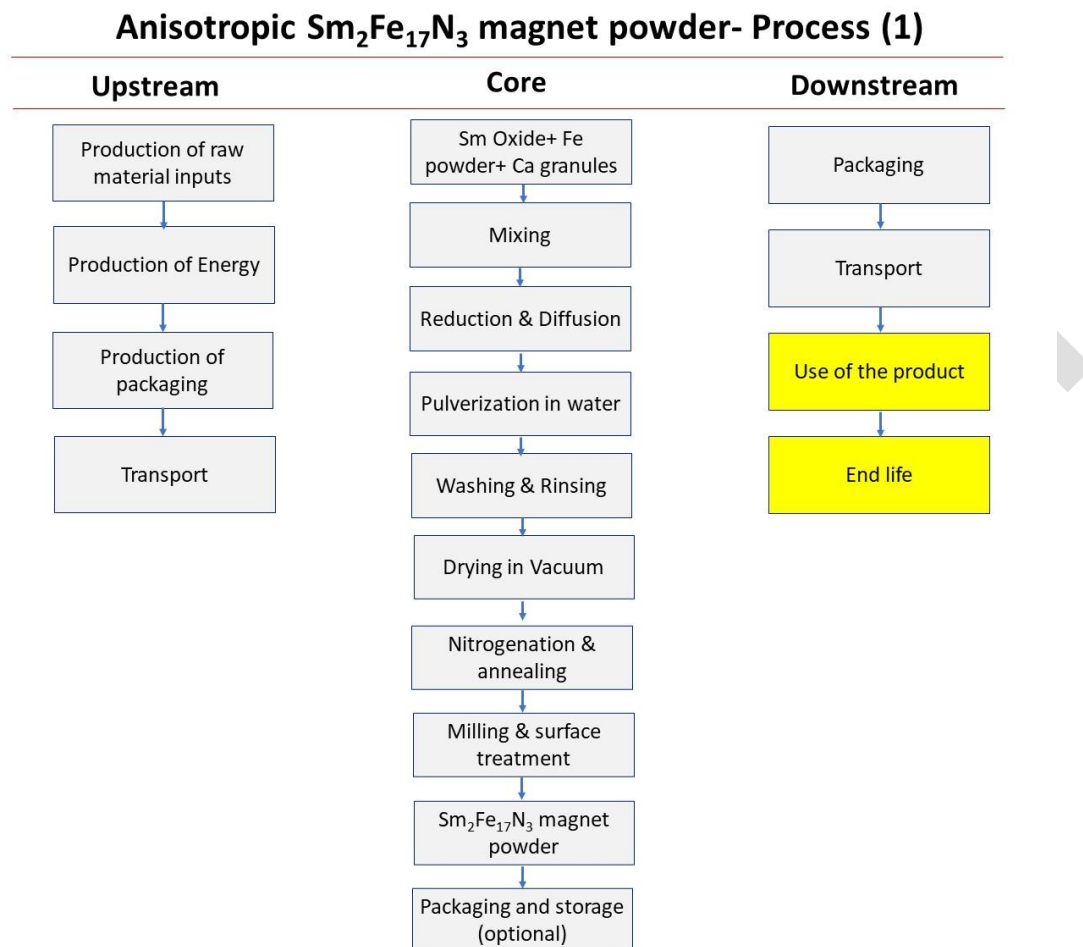 Anisotropic Sm₂Fe₁₇N₃ magnet powder- Process (1)
Upstream
Core
Downstream
Production of raw
material inputs
Production of Energy
Production of
packaging
Transport
Sm Oxide+ Fe
powder+ Ca granules
Mixing
Reduction & Diffusion
Pulverization in water
Washing & Rinsing
Drying in Vacuum
Nitrogenation &
annealing
Milling & surface
treatment
Sm₂Fe₁₇N₃ magnet
powder
Packaging and storage
(optional)
Packaging
Transport
Use of the product
End life